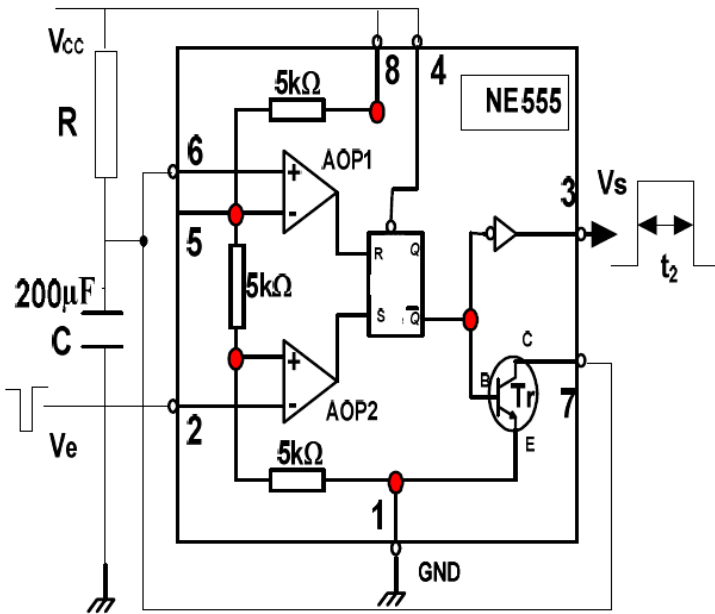 V_CC
8
4
5kΩ
NE555
R
6
AOP1
+
-
3
Vs
5
R
Q
t₂
5kΩ
200µF
S
Q̅
C
C
+
-
B
Tr
7
2
AOP2
Ve
5kΩ
E
1
GND